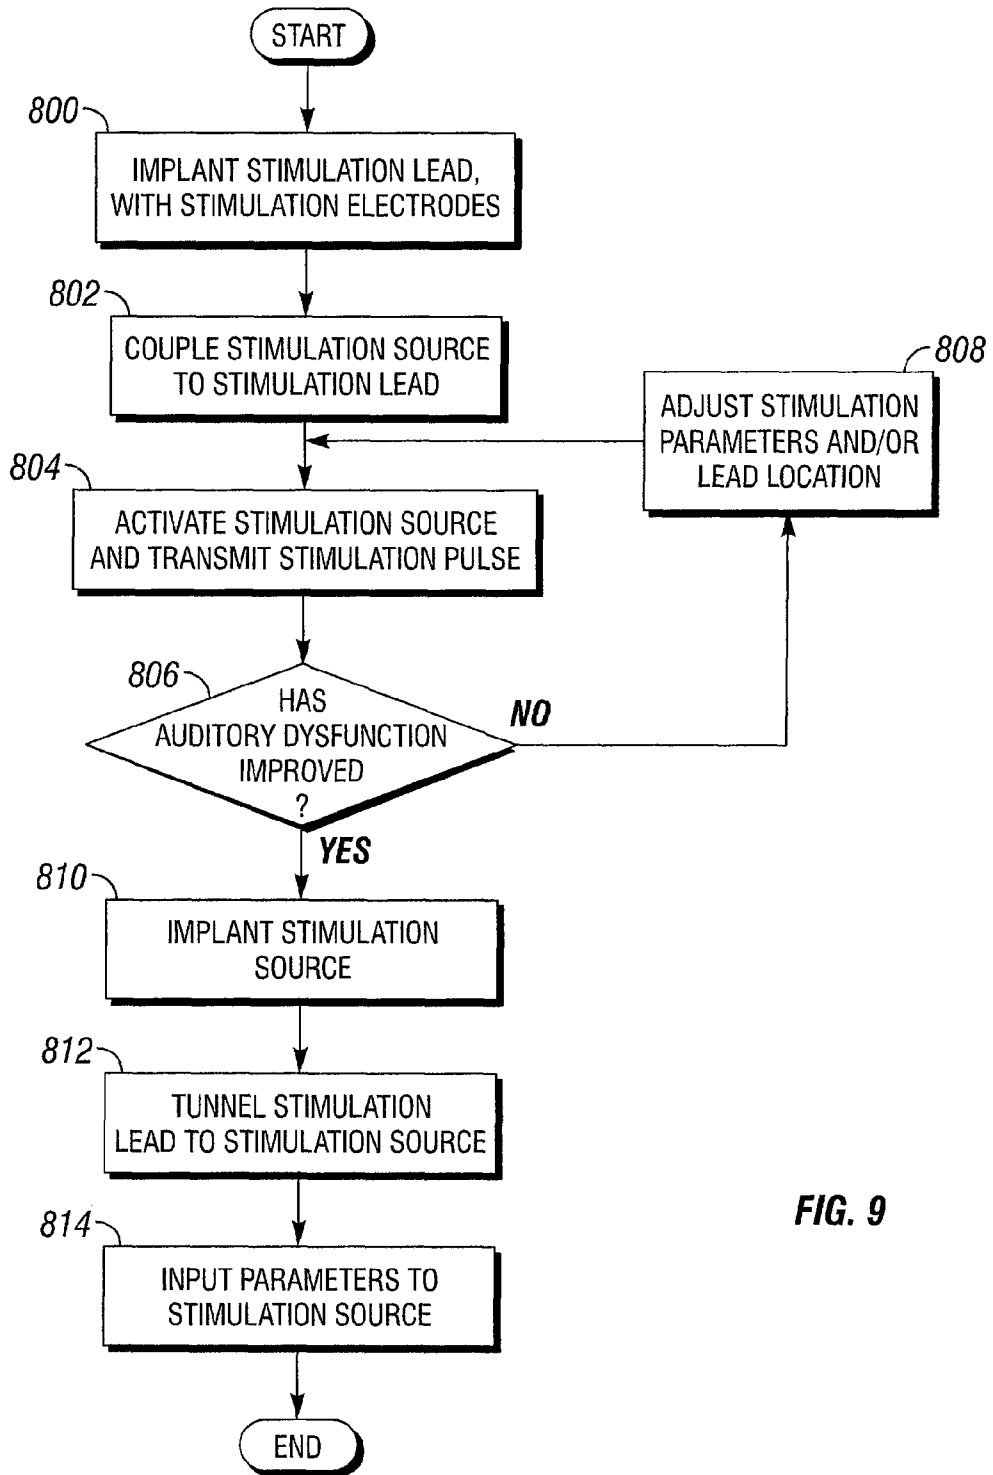 START
800
IMPLANT STIMULATION LEAD,
WITH STIMULATION ELECTRODES
802
COUPLE STIMULATION SOURCE
TO STIMULATION LEAD
808
ADJUST STIMULATION
PARAMETERS AND/OR
LEAD LOCATION
804
ACTIVATE STIMULATION SOURCE
AND TRANSMIT STIMULATION PULSE
806
HAS
AUDITORY DYSFUNCTION
IMPROVED
?
NO
YES
810
IMPLANT STIMULATION
SOURCE
812
TUNNEL STIMULATION
LEAD TO STIMULATION SOURCE
814
INPUT PARAMETERS TO
STIMULATION SOURCE
END
FIG. 9